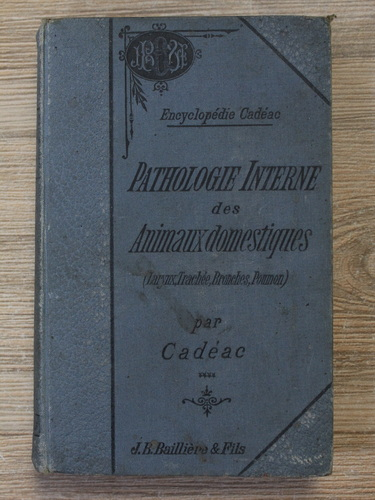 Encyclopédie Cadéac
PATHOLOGIE INTERNE
des
Animaux domestiques
(Larynx, Trachée, Bronches, Poumon)
par
Cadéac
J. B. Baillière & Fils